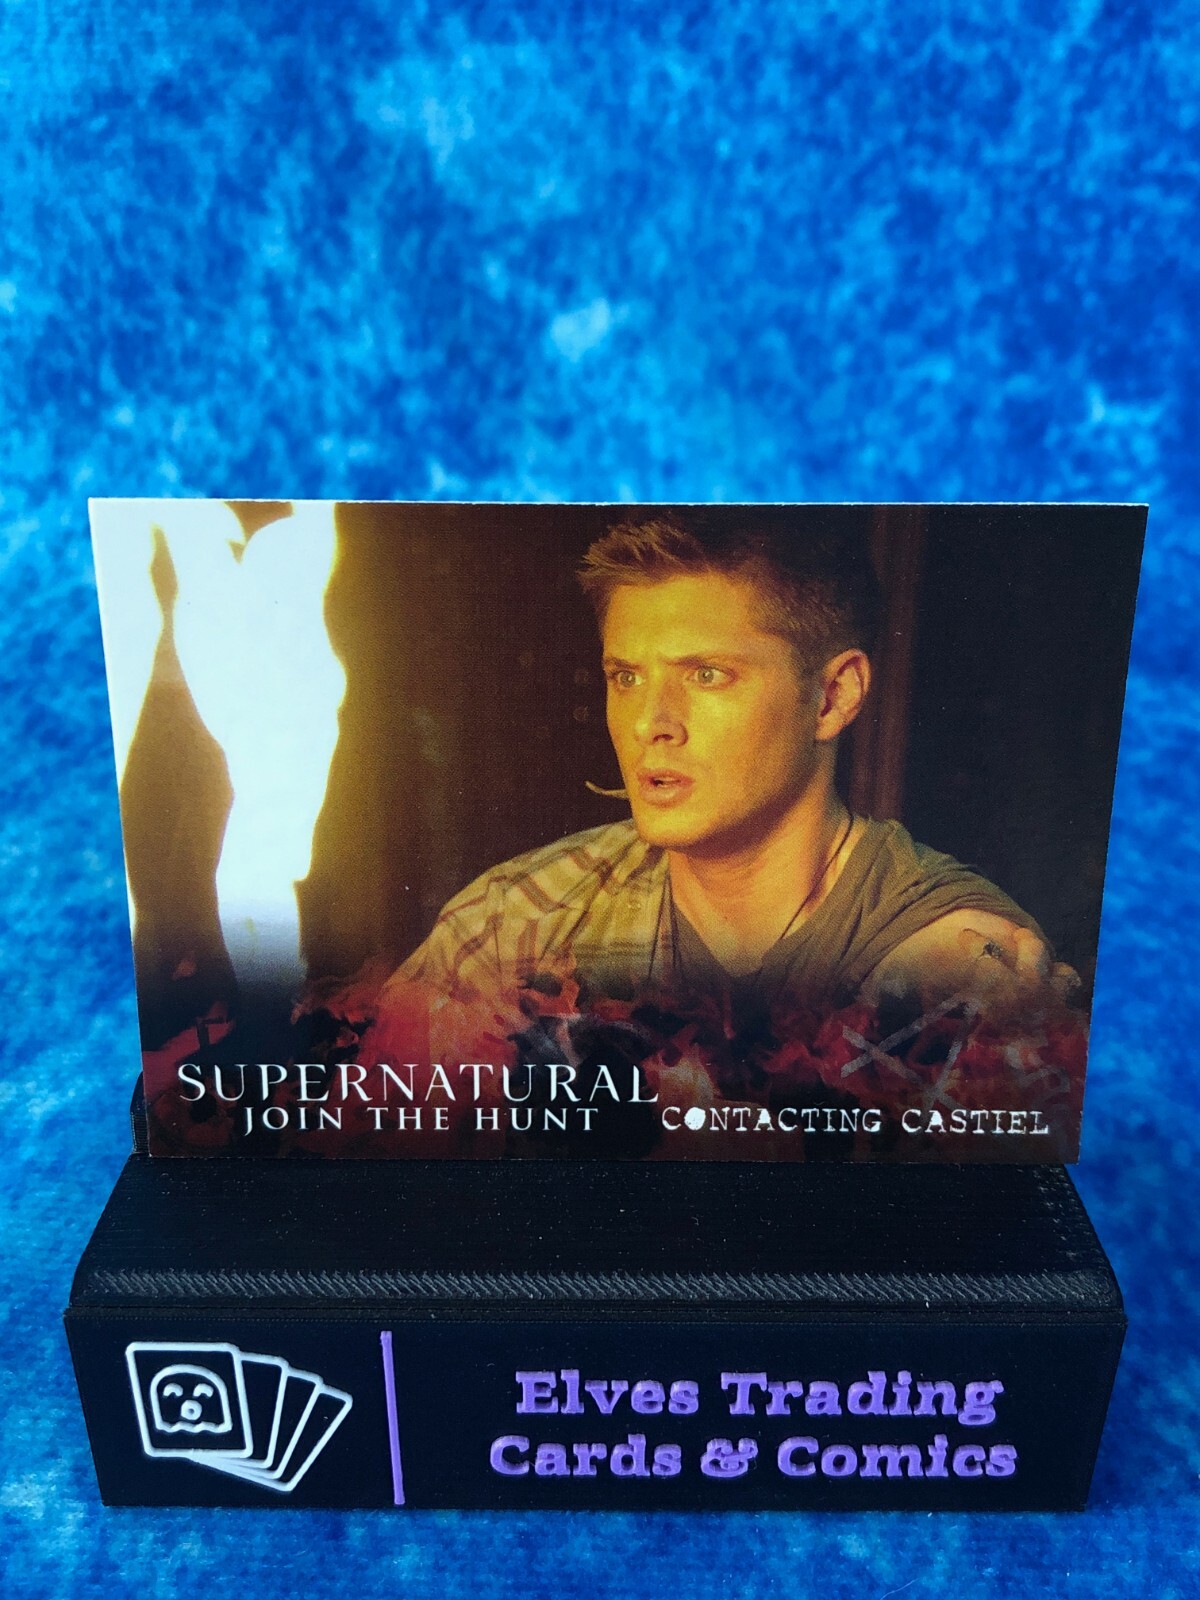 SUPERNATURAL
JOIN THE HUNT
CONTACTING CASTIEL
Elves Trading
Cards & Comics